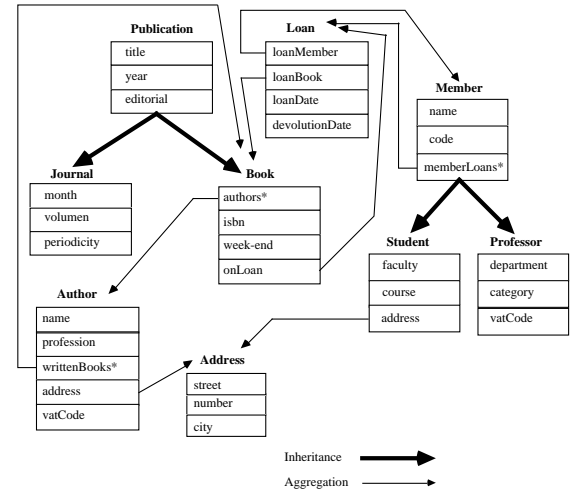 Publication
title
year
editorial
Loan
loanMember
loanBook
loanDate
devolutionDate
Member
name
code
memberLoans*
Journal
month
volumen
periodicity
Book
authors*
isbn
week-end
onLoan
Student
faculty
course
address
Professor
department
category
vatCode
Author
name
profession
writtenBooks*
address
vatCode
Address
street
number
city
Inheritance
Aggregation